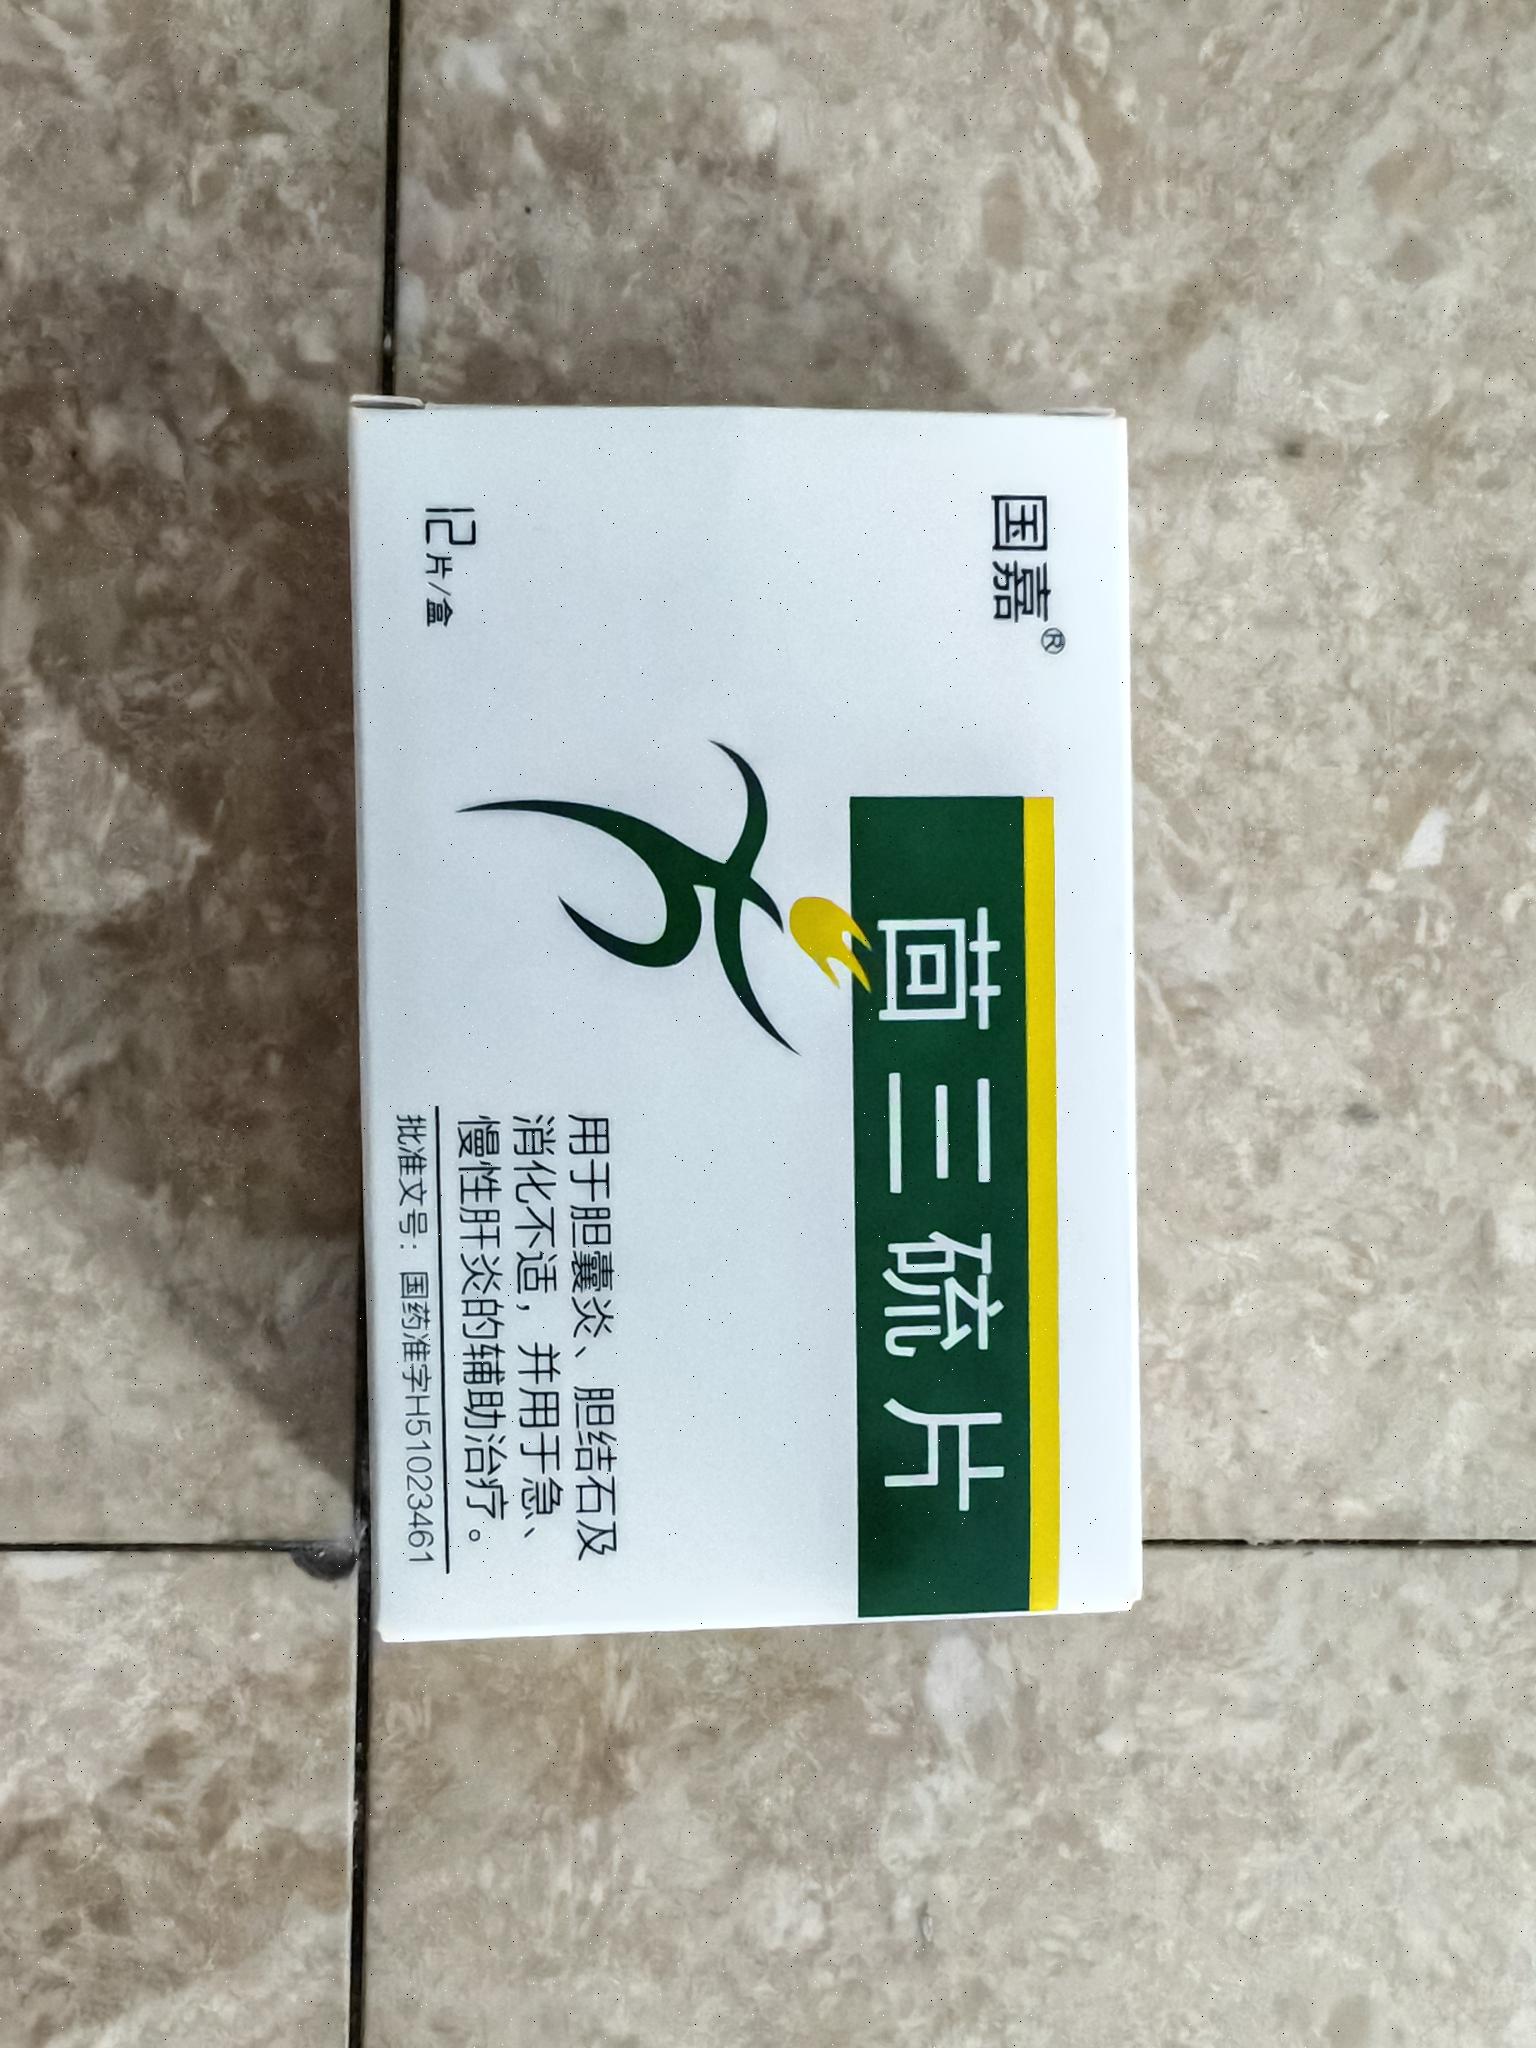 国嘉®
茴三硫片
用于胆囊炎、胆结石及
消化不适，并用于急、
慢性肝炎的辅助治疗。
批准文号：国药准字H51023461
12片/盒